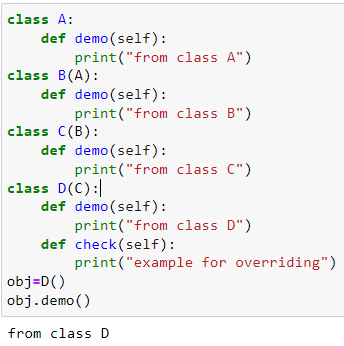 class A:
    def demo(self):
        print("from class A")
class B(A):
    def demo(self):
        print("from class B")
class C(B):
    def demo(self):
        print("from class C")
class D(C):
    def demo(self):
        print("from class D")
    def check(self):
        print("example for overriding")
obj=D()
obj.demo()
from class D